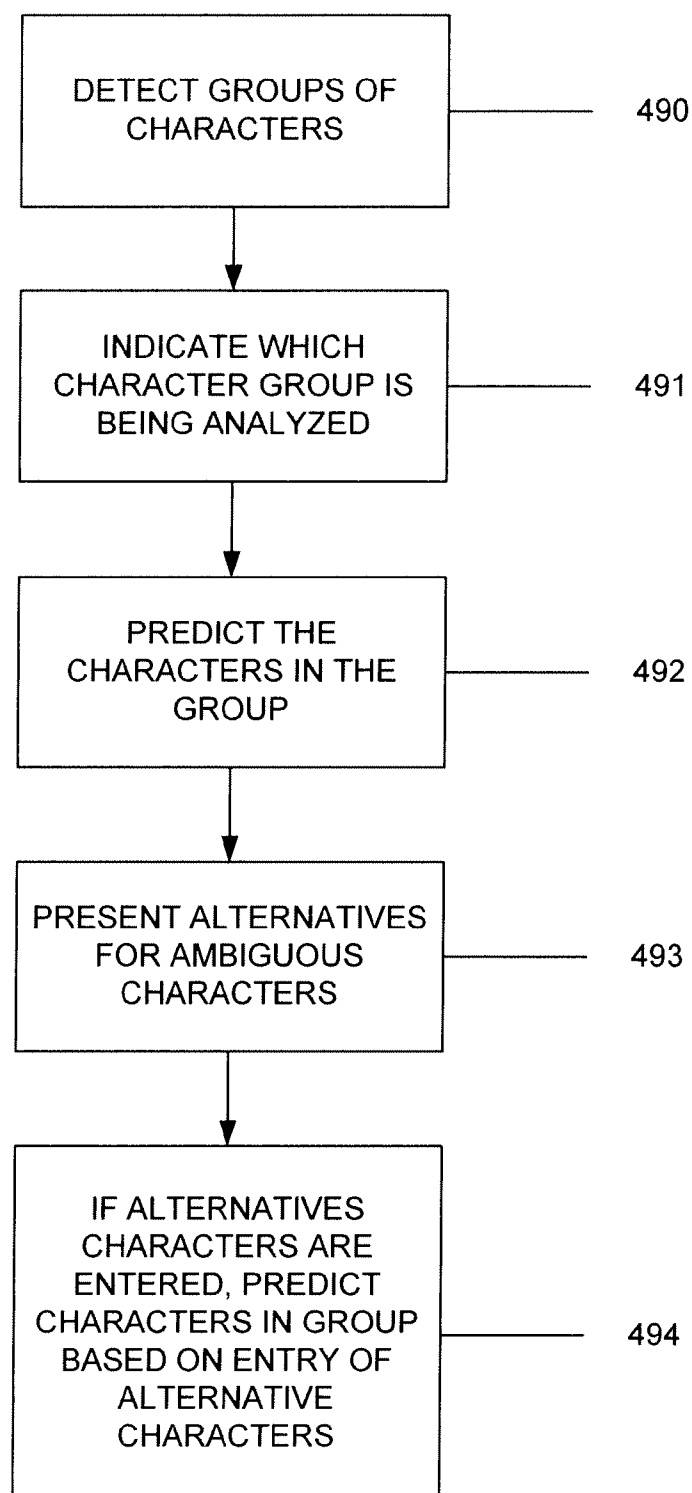 DETECT GROUPS OF
CHARACTERS
490
INDICATE WHICH
CHARACTER GROUP IS
BEING ANALYZED
491
PREDICT THE
CHARACTERS IN THE
GROUP
492
PRESENT ALTERNATIVES
FOR AMBIGUOUS
CHARACTERS
493
IF ALTERNATIVES
CHARACTERS ARE
ENTERED, PREDICT
CHARACTERS IN GROUP
BASED ON ENTRY OF
ALTERNATIVE
CHARACTERS
494